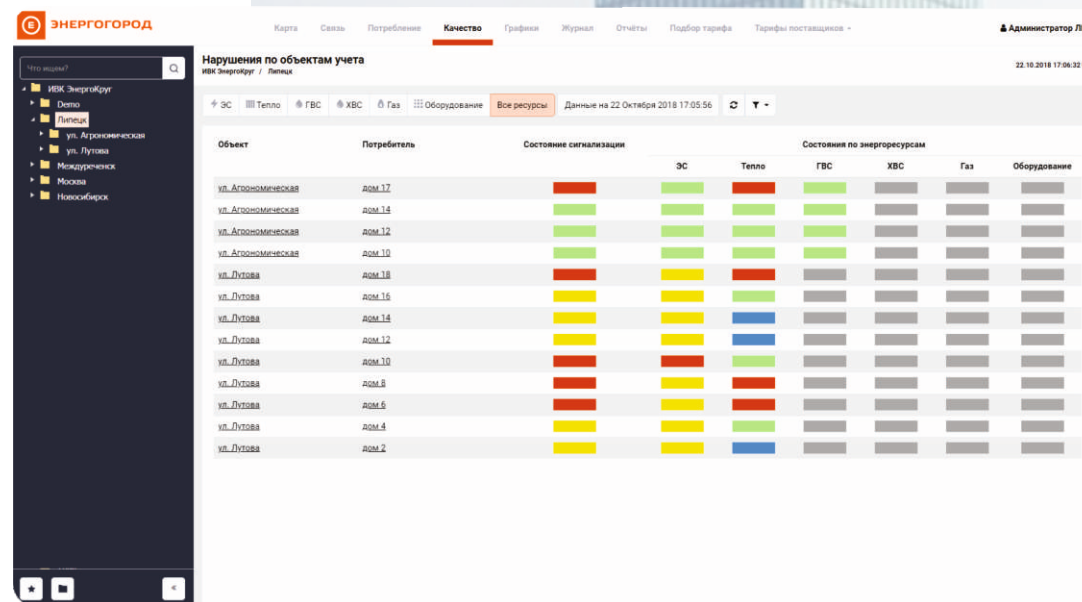 ЭНЕРГОГОРОД
Карта Связь Потребление Качество Графики Журнал Отчёты Подбор тарифа Тарифы поставщиков
Администратор Л
Что ищем?
ИВК ЭнергоКруг
Demo
Липецк
ул. Агрономическая
ул. Лутова
Междуреченск
Москва
Новосибирск
Нарушения по объектам учета
ИВК ЭнергоКруг / Липецк
22.10.2018 17:06:32
ЭС Тепло ГВС ХВС Газ Оборудование Все ресурсы Данные на 22 Октября 2018 17:05:56
Объект Потребитель Состояние сигнализации Состояния по энергоресурсам
ЭС Тепло ГВС ХВС Газ Оборудование
ул. Агрономическая дом 17
ул. Агрономическая дом 14
ул. Агрономическая дом 12
ул. Агрономическая дом 10
ул. Лутова дом 18
ул. Лутова дом 16
ул. Лутова дом 14
ул. Лутова дом 12
ул. Лутова дом 10
ул. Лутова дом 8
ул. Лутова дом 6
ул. Лутова дом 4
ул. Лутова дом 2